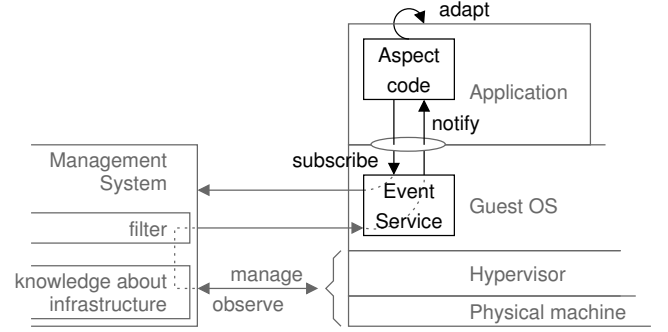 adapt
Aspect
code
Application
notify
subscribe
Management
System
Event
Service
Guest OS
filter
knowledge about
infrastructure
manage
observe
Hypervisor
Physical machine